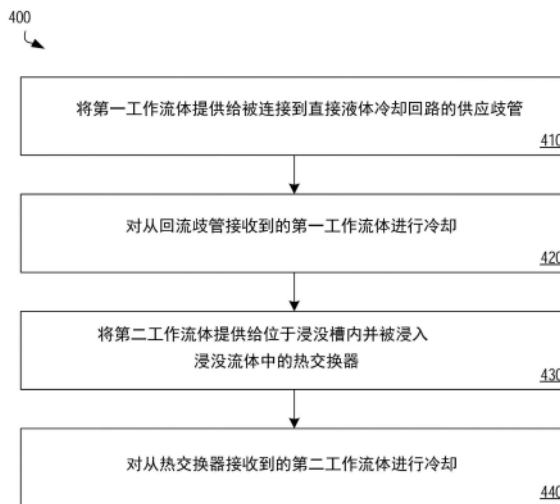 400
将第一工作流体提供给被连接到直接液体冷却回路的供应歧管
410
对从回流歧管接收到的第一工作流体进行冷却
420
将第二工作流体提供给位于浸没槽内并被浸入
浸没流体中的热交换器
430
对从热交换器接收到的第二工作流体进行冷却
440